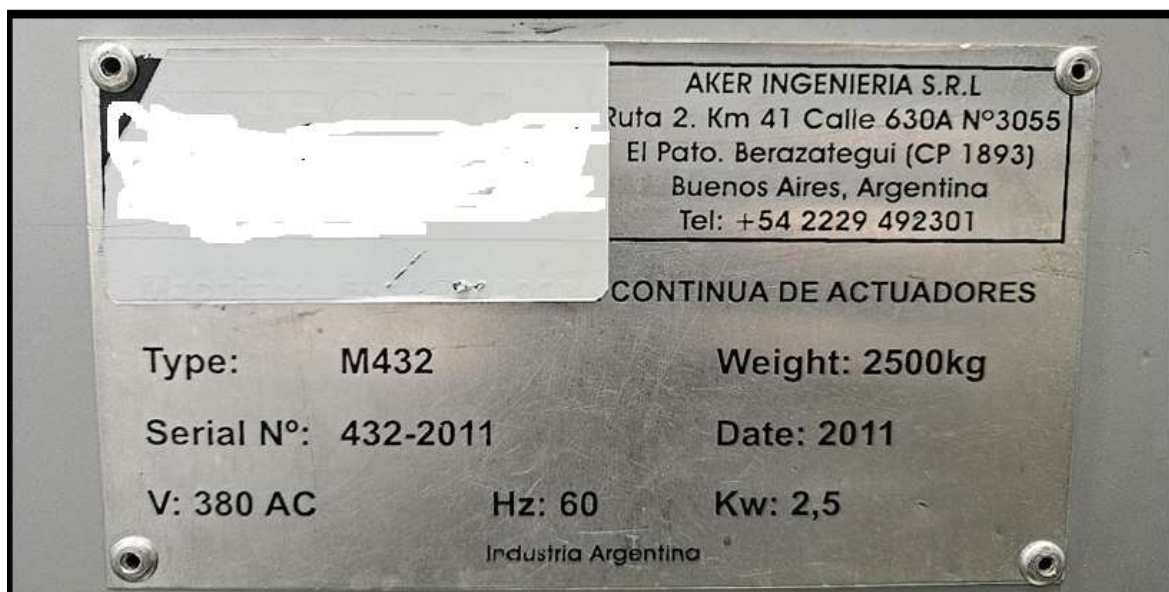 AKER INGENIERIA S.R.L
Ruta 2. Km 41 Calle 630A Nº3055
El Pato. Berazategui (CP 1893)
Buenos Aires, Argentina
Tel: +54 2229 492301
CONTINUA DE ACTUADORES
Type: M432 Weight: 2500kg
Serial Nº: 432-2011 Date: 2011
V: 380 AC Hz: 60 Kw: 2,5
Industria Argentina